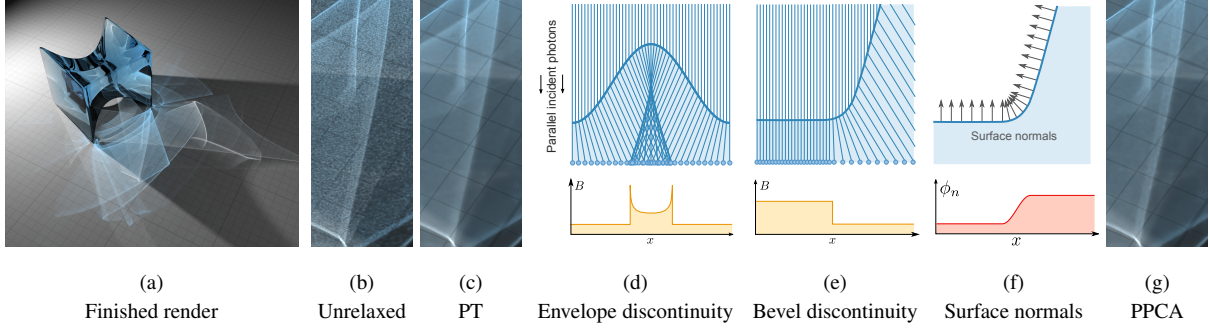 Parallel incident photons
B
x
B
x
Surface normals
ϕn
x
(a)
Finished render
(b)
Unrelaxed
(c)
PT
(d)
Envelope discontinuity
(e)
Bevel discontinuity
(f)
Surface normals
(g)
PPCA